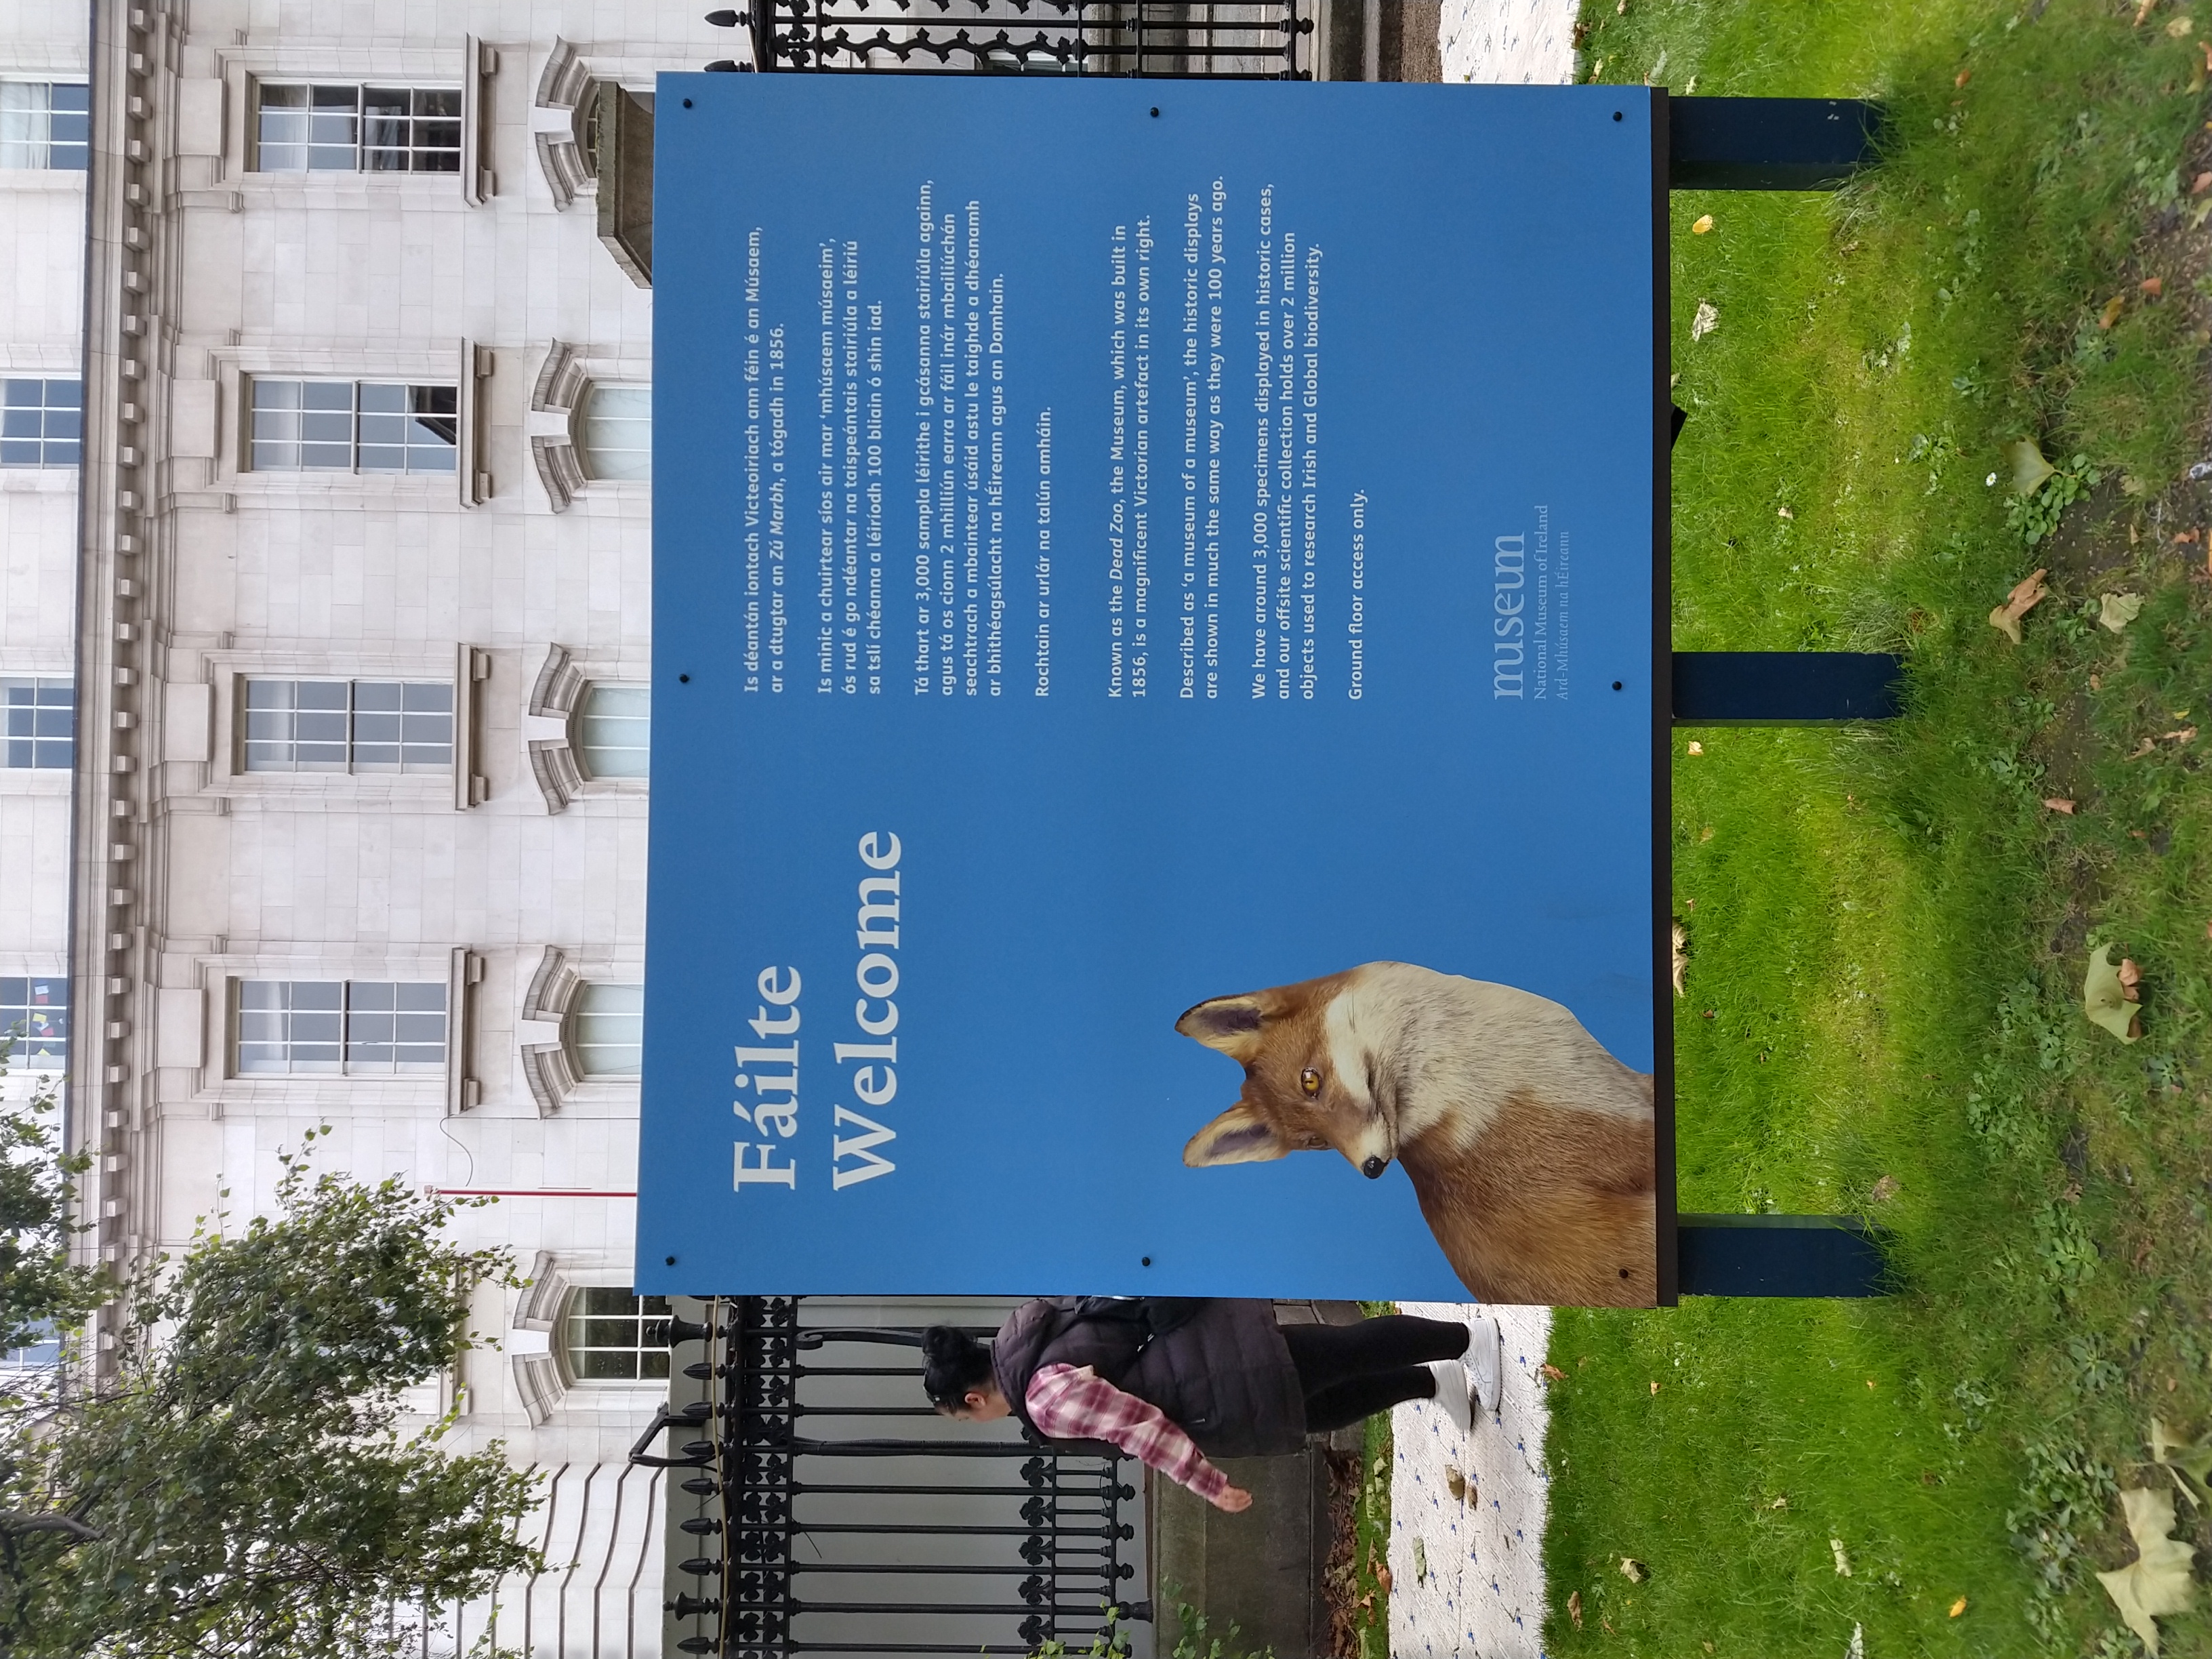 Fáilte
Welcome
Is déantán iontach Victeoiriach ann féin é an Músaem,
ar a dtugtar an Zú Marbh, a tógadh in 1856.
Is minic a chuirtear síos air mar ‘mhúsaem músaeim’,
ós rud é go ndéantar na taispeántais stairiúla a léiriú
sa tslí chéanna a léiríodh 100 bliain ó shin iad.
Tá thart ar 3,000 sampla léirithe i gcásanna stairiúla againn,
agus tá os cionn 2 mhilliún earra ar fáil inár mbailiúchán
seachtrach a mbaintear úsáid astu le taighde a dhéanamh
ar bhithéagsúlacht na hÉireann agus an Domhain.
Rochtain ar urlár na talún amháin.
Known as the Dead Zoo, the Museum, which was built in
1856, is a magnificent Victorian artefact in its own right.
Described as ‘a museum of a museum’, the historic displays
are shown in much the same way as they were 100 years ago.
We have around 3,000 specimens displayed in historic cases,
and our offsite scientific collection holds over 2 million
objects used to research Irish and Global biodiversity.
Ground floor access only.
museum
National Museum of Ireland
Ard-Mhúsaem na hÉireann